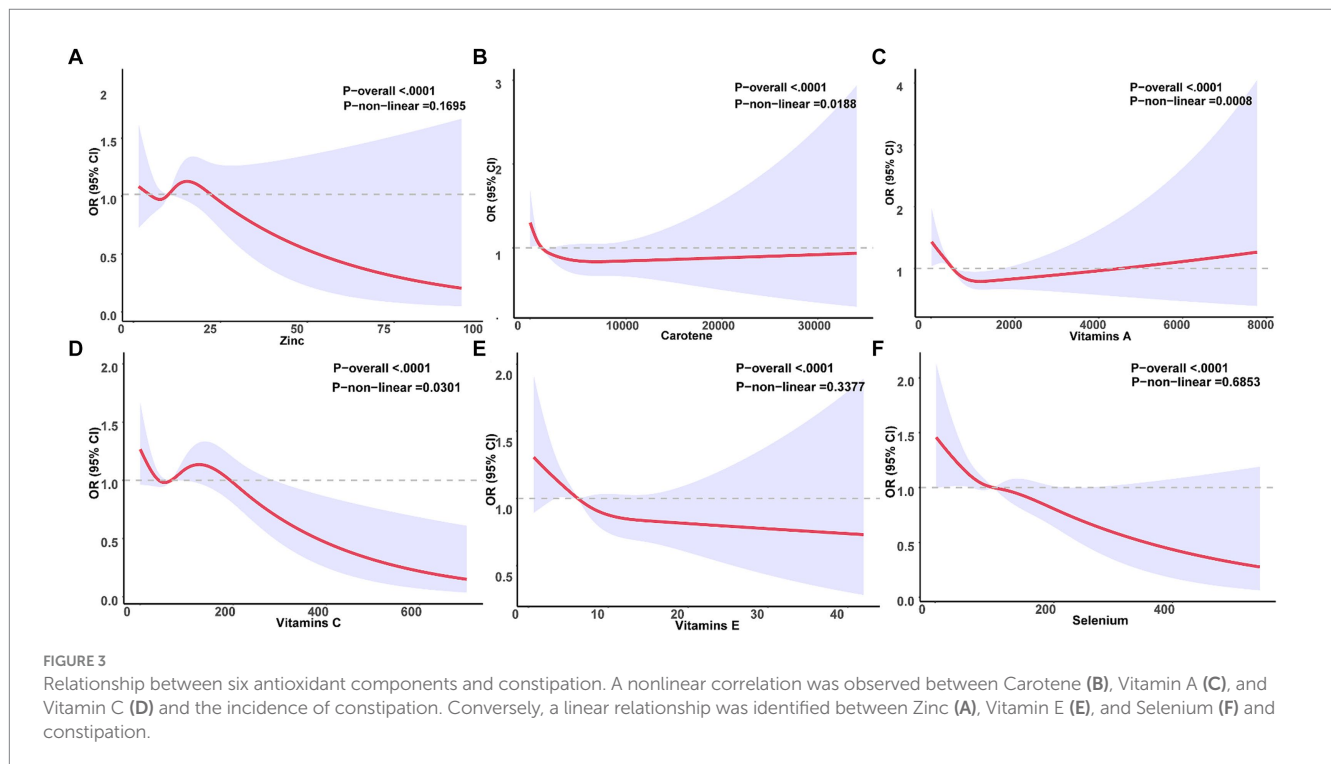 A
P-overall <.0001
P-non-linear =0.1695
OR (95% CI)
2
1.5
1.0
0.5
0.0
0
25
50
75
100
Zinc
B
P-overall <.0001
P-non-linear =0.0188
OR (95% CI)
3
2
1
0
10000
20000
30000
Carotene
C
P-overall <.0001
P-non-linear =0.0008
OR (95% CI)
4
3
2
1
0
0
2000
4000
6000
8000
Vitamins A
D
P-overall <.0001
P-non-linear =0.0301
OR (95% CI)
2.0
1.5
1.0
0.5
0.0
0
200
400
600
Vitamins C
E
P-overall <.0001
P-non-linear =0.3377
OR (95% CI)
2.0
1.5
1.0
0.5
0
10
20
30
40
Vitamins E
F
P-overall <.0001
P-non-linear =0.6853
OR (95% CI)
2.0
1.5
1.0
0.5
0.0
0
200
400
Selenium
FIGURE 3
Relationship between six antioxidant components and constipation. A nonlinear correlation was observed between Carotene (B), Vitamin A (C), and
Vitamin C (D) and the incidence of constipation. Conversely, a linear relationship was identified between Zinc (A), Vitamin E (E), and Selenium (F) and
constipation.